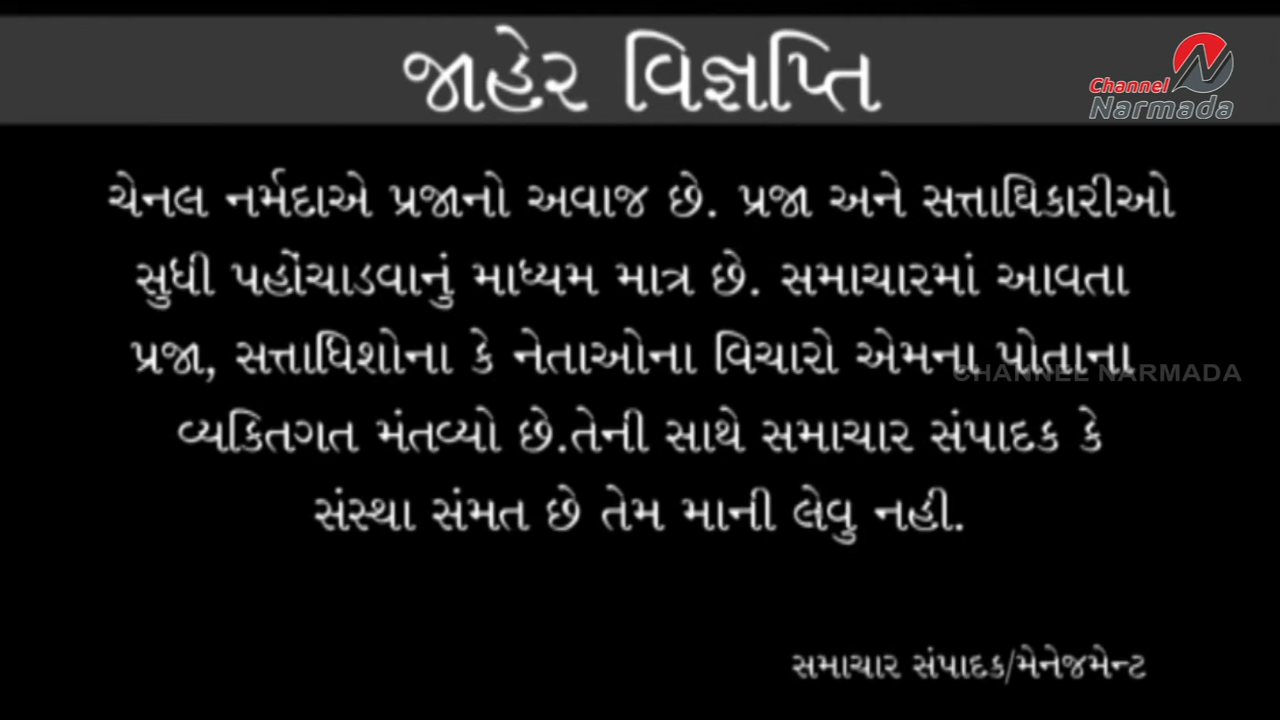 જાહેર વિજ્ઞપ્તિ
Channel
Narmada
ચેનલ નર્મદાએ પ્રજાનો અવાજ છે. પ્રજા અને સત્તાધિકારીઓ
સુધી પહોંચાડવાનું માધ્યમ માત્ર છે. સમાચારમાં આવતા
પ્રજા, સત્તાધિશોના કે નેતાઓના વિચારો એમના પોતાના
©HANNEL NARMADA
વ્યકિતગત મંતવ્યો છે.તેની સાથે સમાચાર સંપાદક કે
સંસ્થા સંમત છે તેમ માની લેવુ નહી.
સમાચાર સંપાદક/મેનેજમેન્ટ